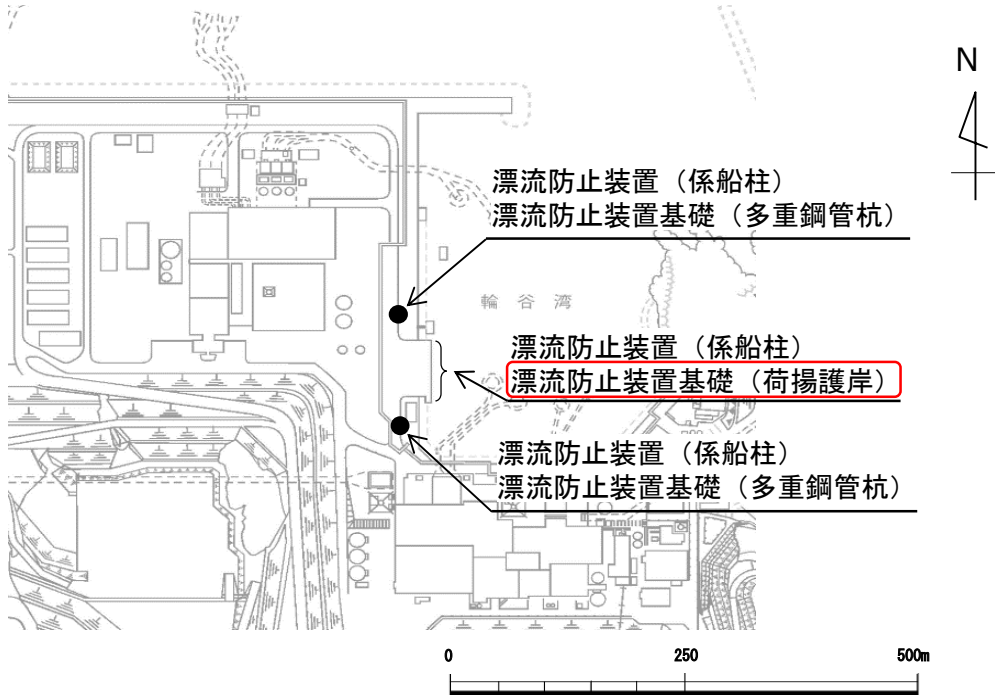 N
漂流防止装置（係船柱）
漂流防止装置基礎（多重鋼管杭）
輪谷湾
漂流防止装置（係船柱）
漂流防止装置基礎（荷揚護岸）
漂流防止装置（係船柱）
漂流防止装置基礎（多重鋼管杭）
0 250 500m